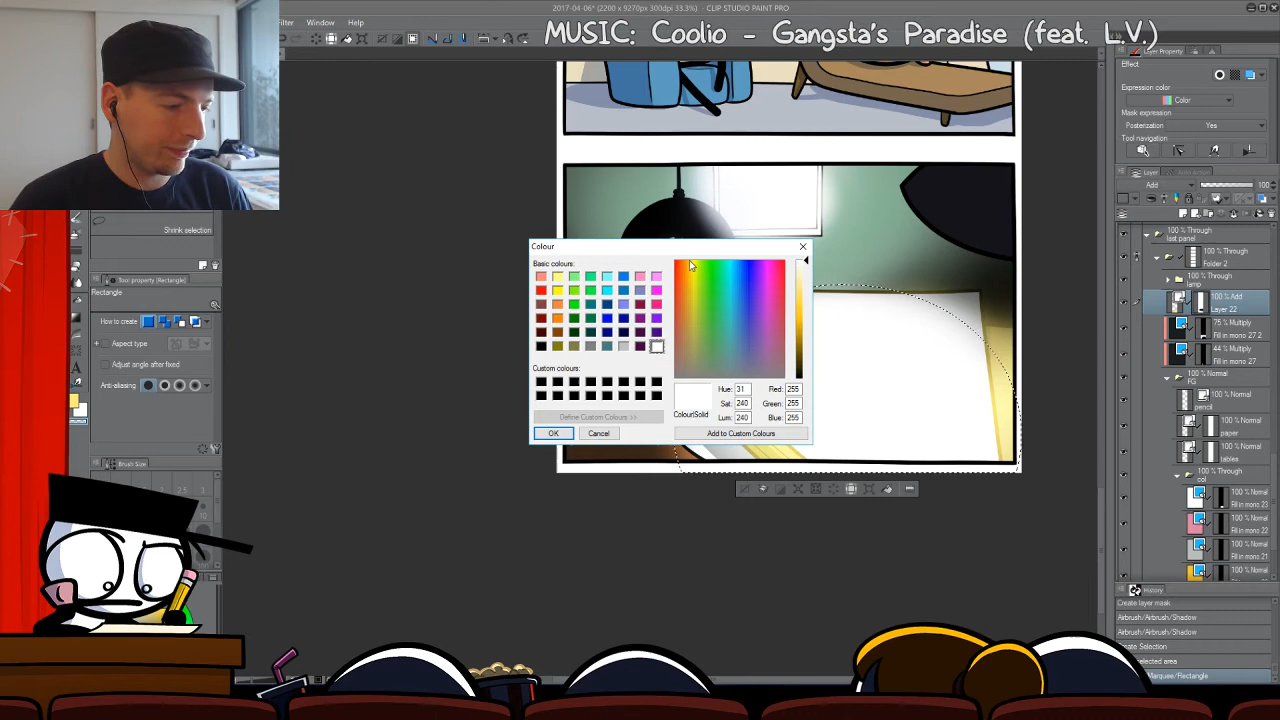 Filter Window Help
2017-04-06* (2200 x 9270px 300dpi 33.3%) - CLIP STUDIO PAINT PRO
MUSIC: Coolio - Gangsta's Paradise (feat. L.V.)
Layer Property
Effect
Expression color
Color
Mask expression
Posterization Yes
Tool navigation
Layer
Add 100
100 % Through
last panel
100 % Through
Folder 2
100 % Through
lamp
100 % Add
Layer 22
75 % Multiply
Fill in mono 27 2
44 % Multiply
Fill in mono 27
100 % Normal
FG
100 % Normal
pencil
100 % Normal
paper
100 % Normal
tables
100 % Through
col
100 % Normal
Fill in mono 23
100 % Normal
Fill in mono 22
100 % Normal
Fill in mono 21
100 % Normal
History
Create layer mask
Airbrush/Airbrush/Shadow
Airbrush/Airbrush/Shadow
Create Selection
selected area
Marquee/Rectangle
Shrink selection
Tool property (Rectangle)
Rectangle
How to create
Aspect type
Adjust angle after fixed
Anti-aliasing
Brush Size
Colour
Basic colours:
Custom colours:
Define Custom Colours >>
OK
Cancel
Colour|Solid
Hue: 31
Sat: 240
Lum: 240
Red: 255
Green: 255
Blue: 255
Add to Custom Colours